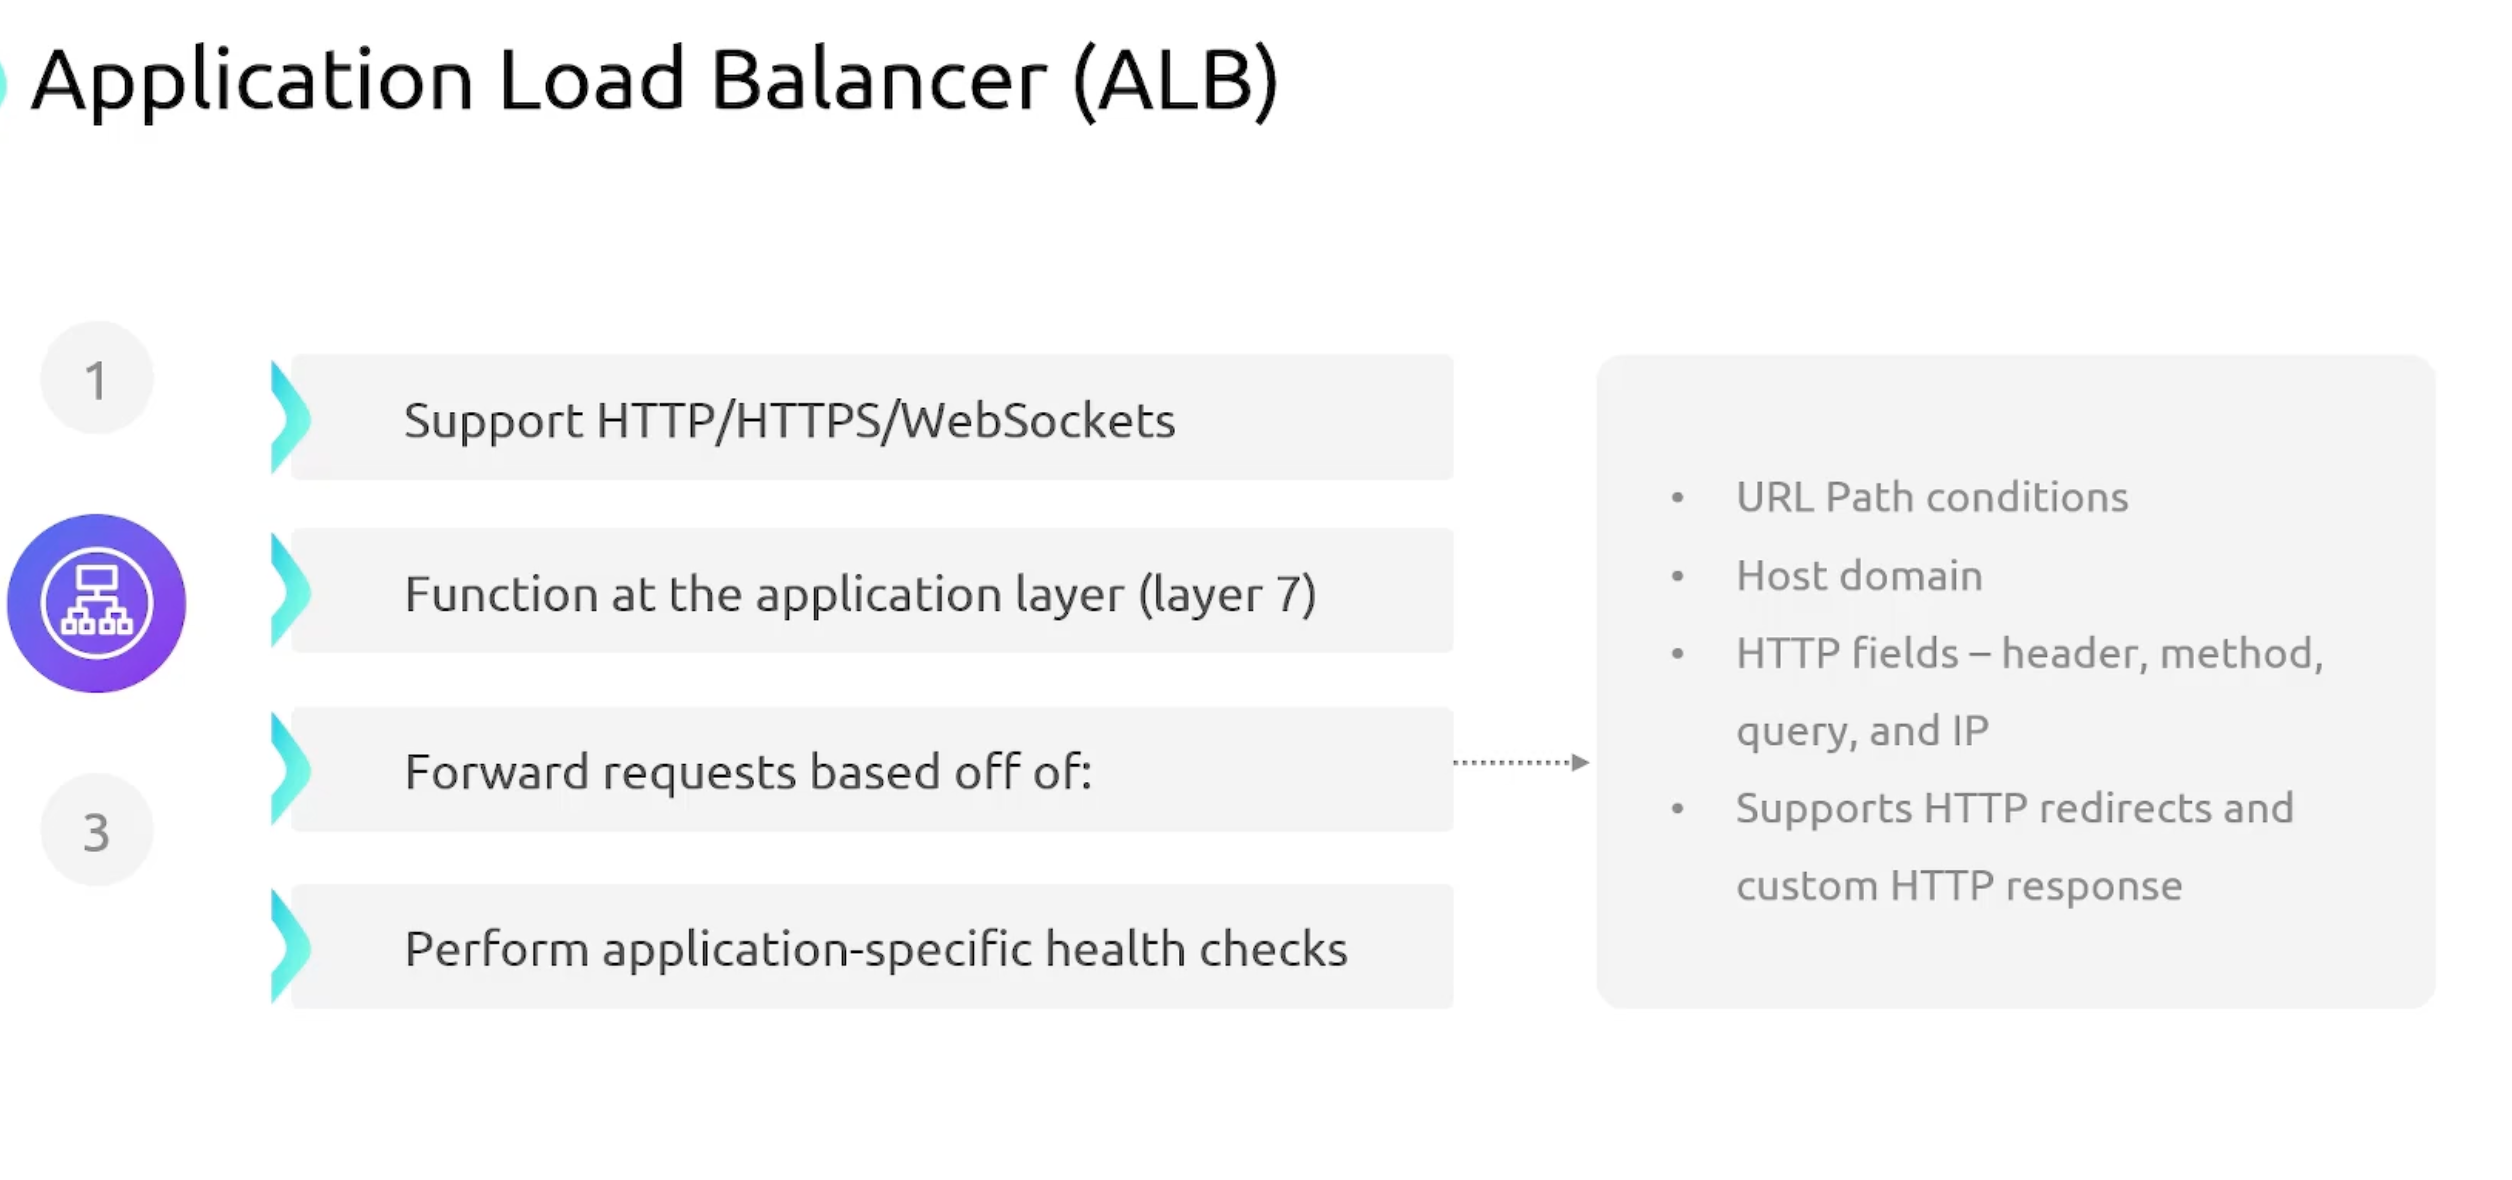 Application Load Balancer (ALB)
1
3
Support HTTP/HTTPS/WebSockets
Function at the application layer (layer 7)
Forward requests based off of:
Perform application-specific health checks
• URL Path conditions
• Host domain
• HTTP fields – header, method,
query, and IP
• Supports HTTP redirects and
custom HTTP response